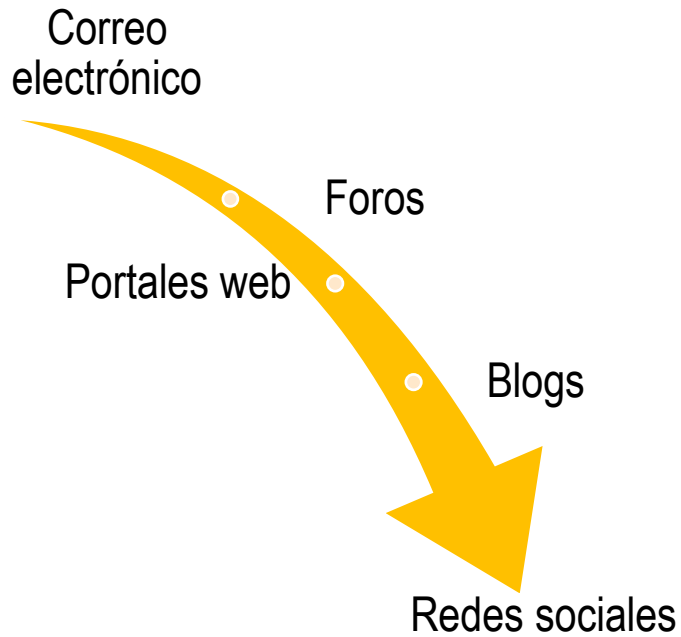 Correo
electrónico
Foros
Portales web
Blogs
Redes sociales